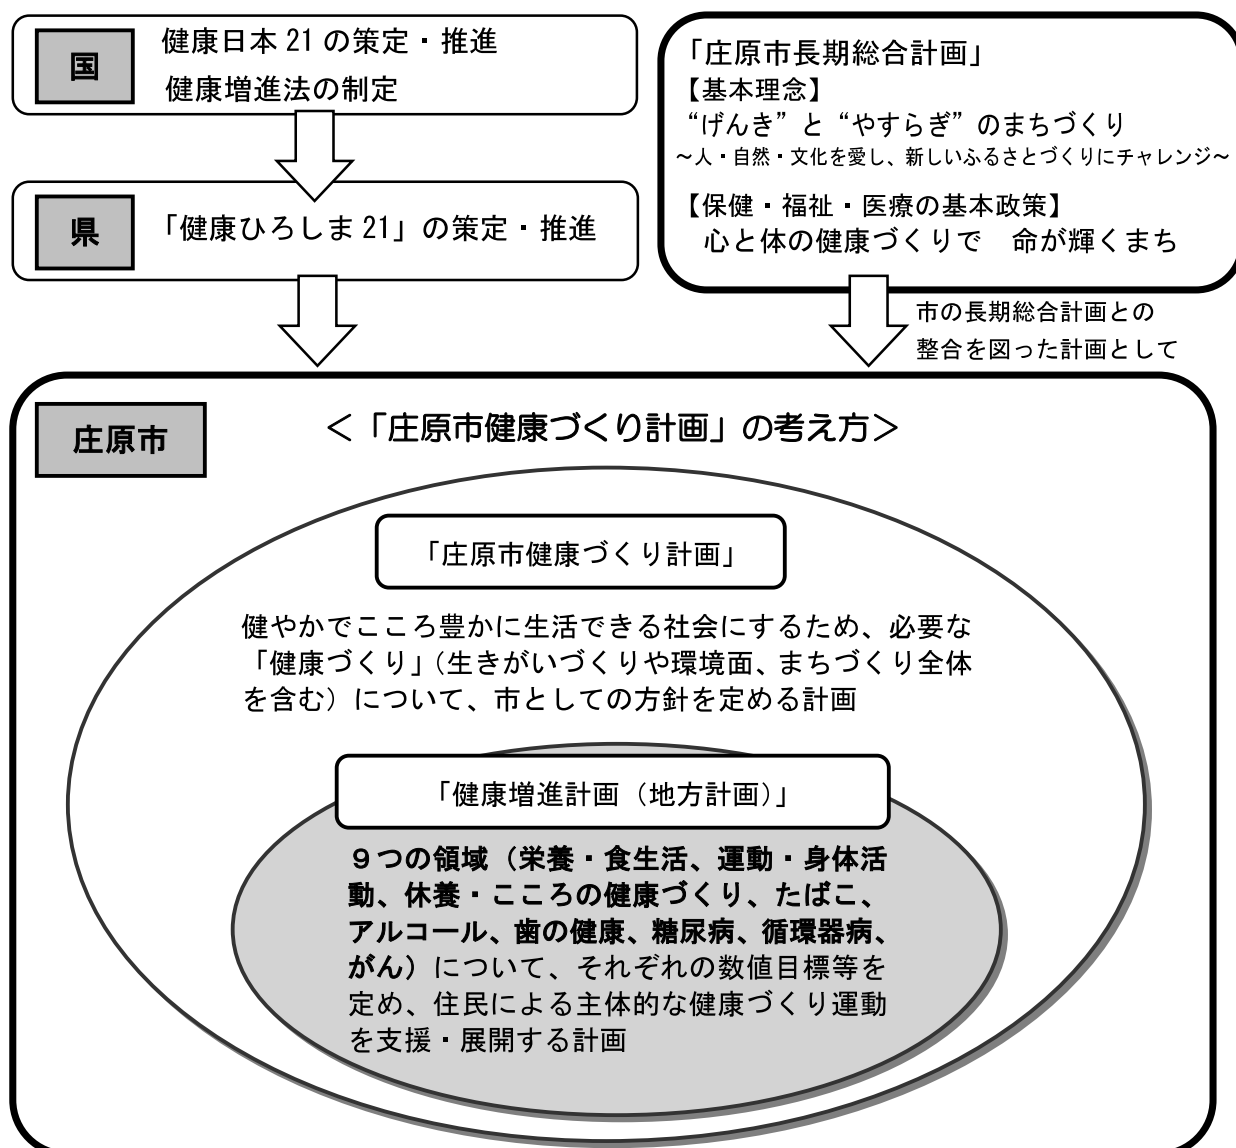 国
健康日本21の策定・推進
健康増進法の制定
県
「健康ひろしま21」の策定・推進
「庄原市長期総合計画」
【基本理念】
“げんき”と“やすらぎ”のまちづくり
～人・自然・文化を愛し、新しいふるさとづくりにチャレンジ～
【保健・福祉・医療の基本政策】
心と体の健康づくりで　命が輝くまち
市の長期総合計画との
整合を図った計画として
庄原市
＜「庄原市健康づくり計画」の考え方＞
「庄原市健康づくり計画」
健やかでこころ豊かに生活できる社会にするため、必要な
「健康づくり」（生きがいづくりや環境面、まちづくり全体
を含む）について、市としての方針を定める計画
「健康増進計画（地方計画）」
９つの領域（栄養・食生活、運動・身体活
動、休養・こころの健康づくり、たばこ、
アルコール、歯の健康、糖尿病、循環器病、
がん）について、それぞれの数値目標等を
定め、住民による主体的な健康づくり運動
を支援・展開する計画